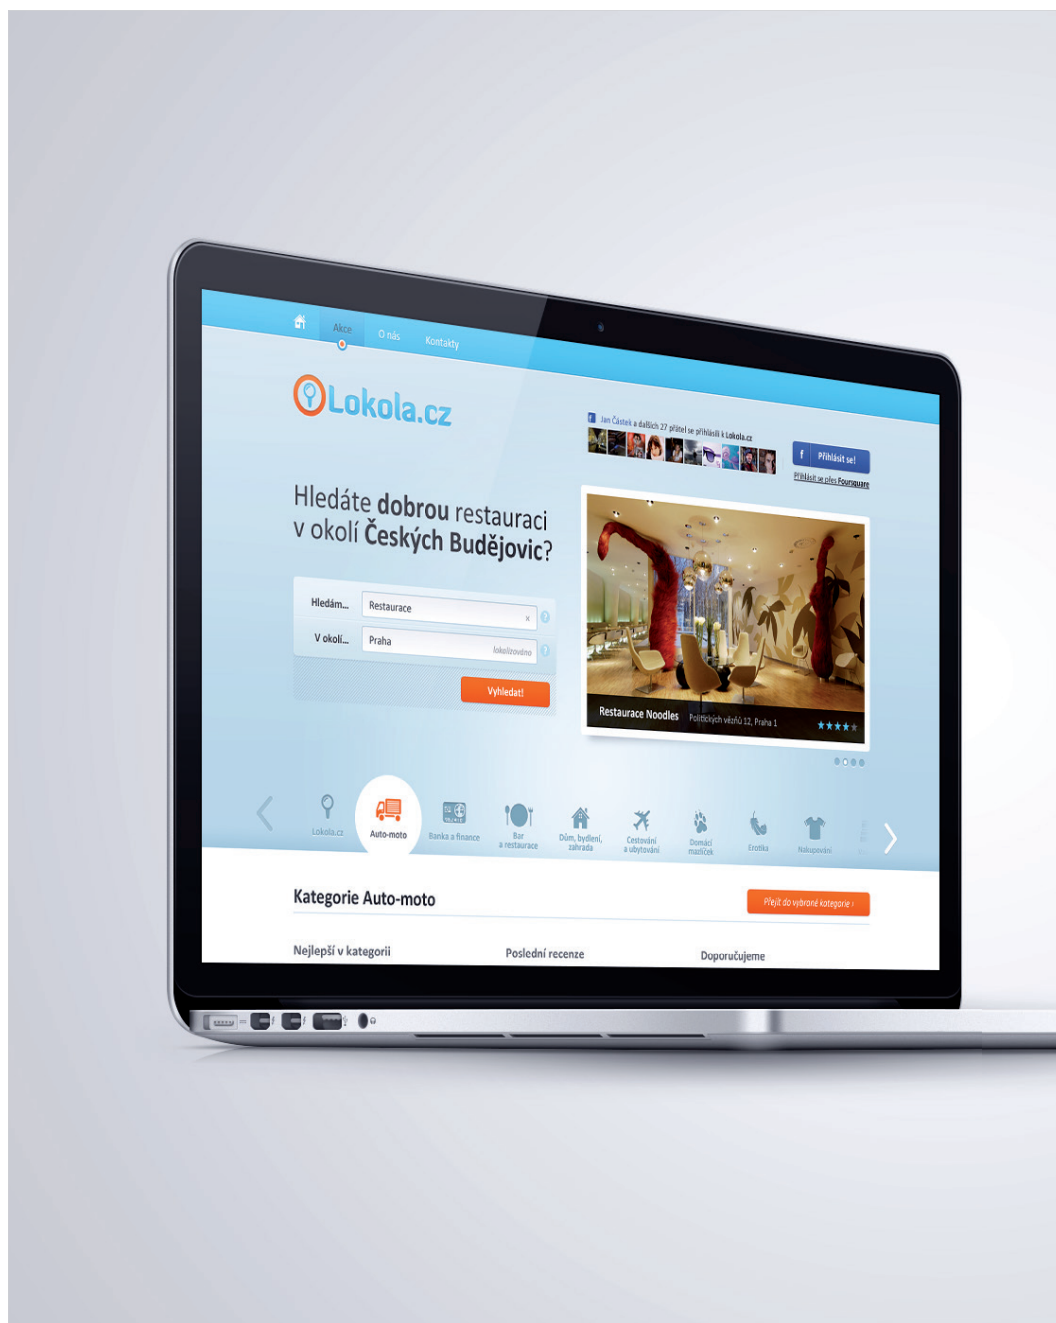 Akce
O nás
Kontakty
Lokola.cz
f Jan Částek a dalších 27 přátel se přihlásili k Lokola.cz
f Přihlásit se!
Přihlásit se přes Foursquare
Hledáte dobrou restauraci
v okolí Českých Budějovic?
Hledám... Restaurace × ?
V okolí... Praha lokalizováno ?
Vyhledat!
Restaurace Noodles Politických vězňů 12, Praha 1
Lokola.cz
Auto-moto
Banka a finance
Bar
a restaurace
Dům, bydlení,
zahrada
Cestování
a ubytování
Domácí
mazlíček
Erotika
Nakupování
Kategorie Auto-moto
Přejít do vybrané kategorie ›
Nejlepší v kategorii
Poslední recenze
Doporučujeme